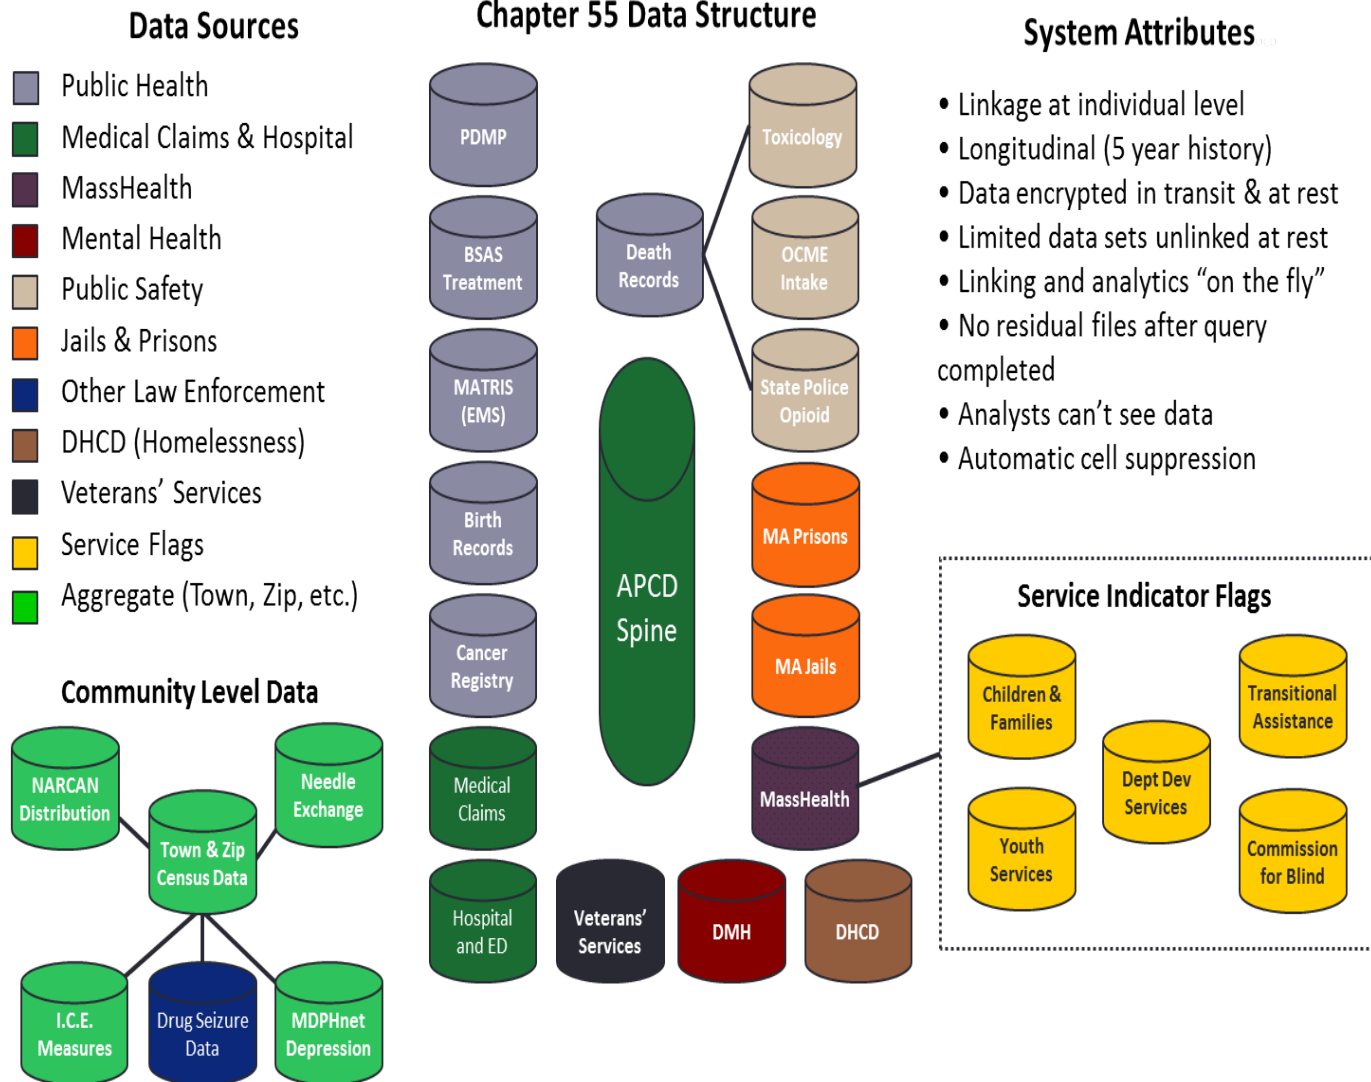 Data Sources
Public Health
Medical Claims & Hospital
MassHealth
Mental Health
Public Safety
Jails & Prisons
Other Law Enforcement
DHCD (Homelessness)
Veterans’ Services
Service Flags
Aggregate (Town, Zip, etc.)
Community Level Data
NARCAN
Distribution
Needle
Exchange
Town & Zip
Census Data
I.C.E.
Measures
Drug Seizure
Data
MDPHnet
Depression
Chapter 55 Data Structure
PDMP
Toxicology
BSAS
Treatment
Death
Records
OCME
Intake
MATRIS
(EMS)
State Police
Opioid
Birth
Records
APCD
Spine
MA Prisons
Cancer
Registry
MA Jails
Medical
Claims
MassHealth
Hospital
and ED
Veterans’
Services
DMH
DHCD
System Attributes
• Linkage at individual level
• Longitudinal (5 year history)
• Data encrypted in transit & at rest
• Limited data sets unlinked at rest
• Linking and analytics “on the fly”
• No residual files after query
completed
• Analysts can’t see data
• Automatic cell suppression
Service Indicator Flags
Children &
Families
Transitional
Assistance
Dept Dev
Services
Youth
Services
Commission
for Blind